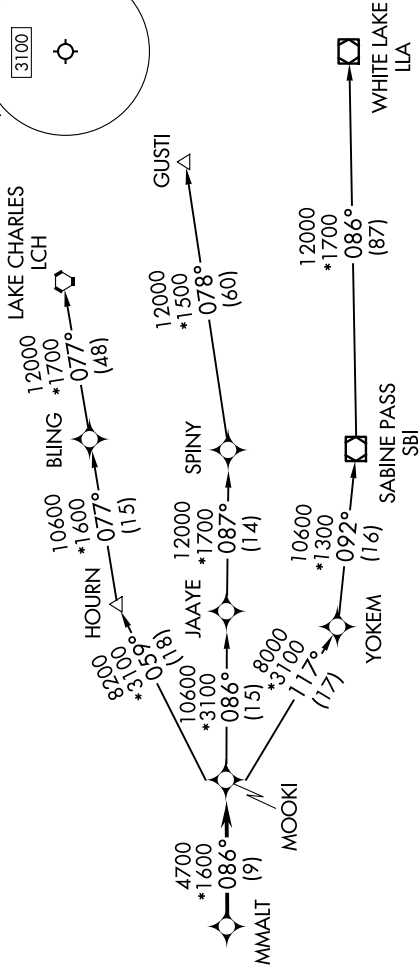 3100
LAKE CHARLES
LCH
12000
*1700
077°
(48)
BLING
10600
*1600
077°
(15)
HOURN
8200
*3100
059°
(18)
GUSTI
12000
*1500
078°
(60)
SPINY
12000
*1700
087°
(14)
JAAYE
10600
*3100
086°
(15)
WHITE LAKE
LLA
12000
*1700
086°
(87)
SABINE PASS
SBI
10600
*1300
092°
(16)
YOKEM
8000
*3100
117°
(17)
MOOKI
4700
*1600
086°
(9)
MMALT